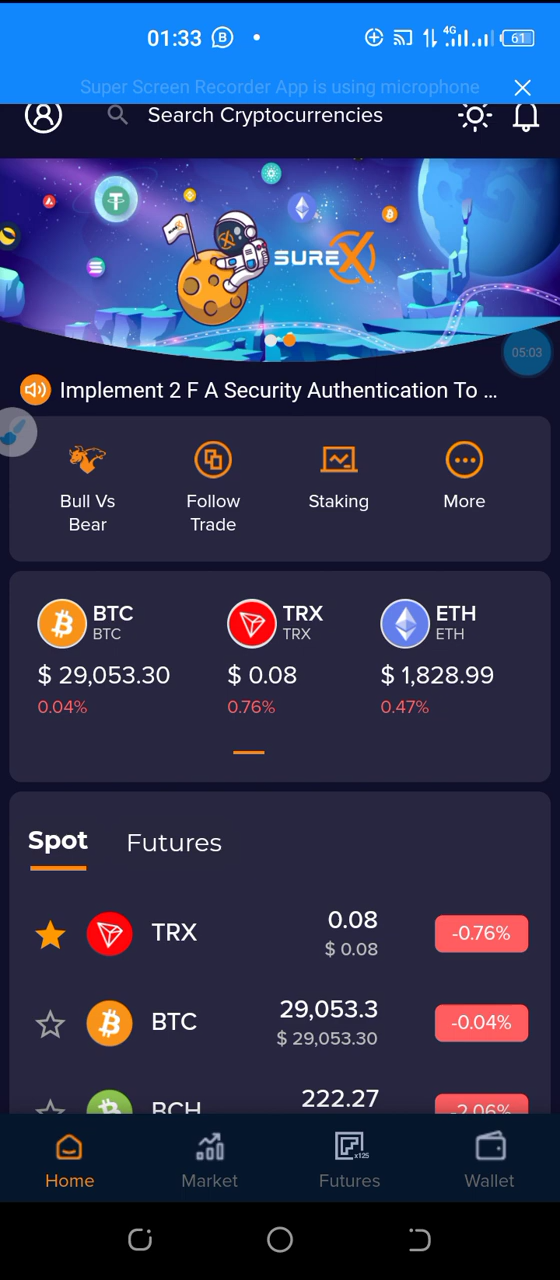 01:33
4G
61
Super Screen Recorder App is using microphone
Search Cryptocurrencies
SUREX
05:03
Implement 2 F A Security Authentication To ...
Bull Vs
Bear
Follow
Trade
Staking
More
BTC
BTC
$ 29,053.30
0.04%
TRX
TRX
$ 0.08
0.76%
ETH
ETH
$ 1,828.99
0.47%
Spot Futures
TRX 0.08 -0.76%
$ 0.08
BTC 29,053.3 -0.04%
$ 29,053.30
BCH 222.27 -2.06%
x125
Home Market Futures Wallet